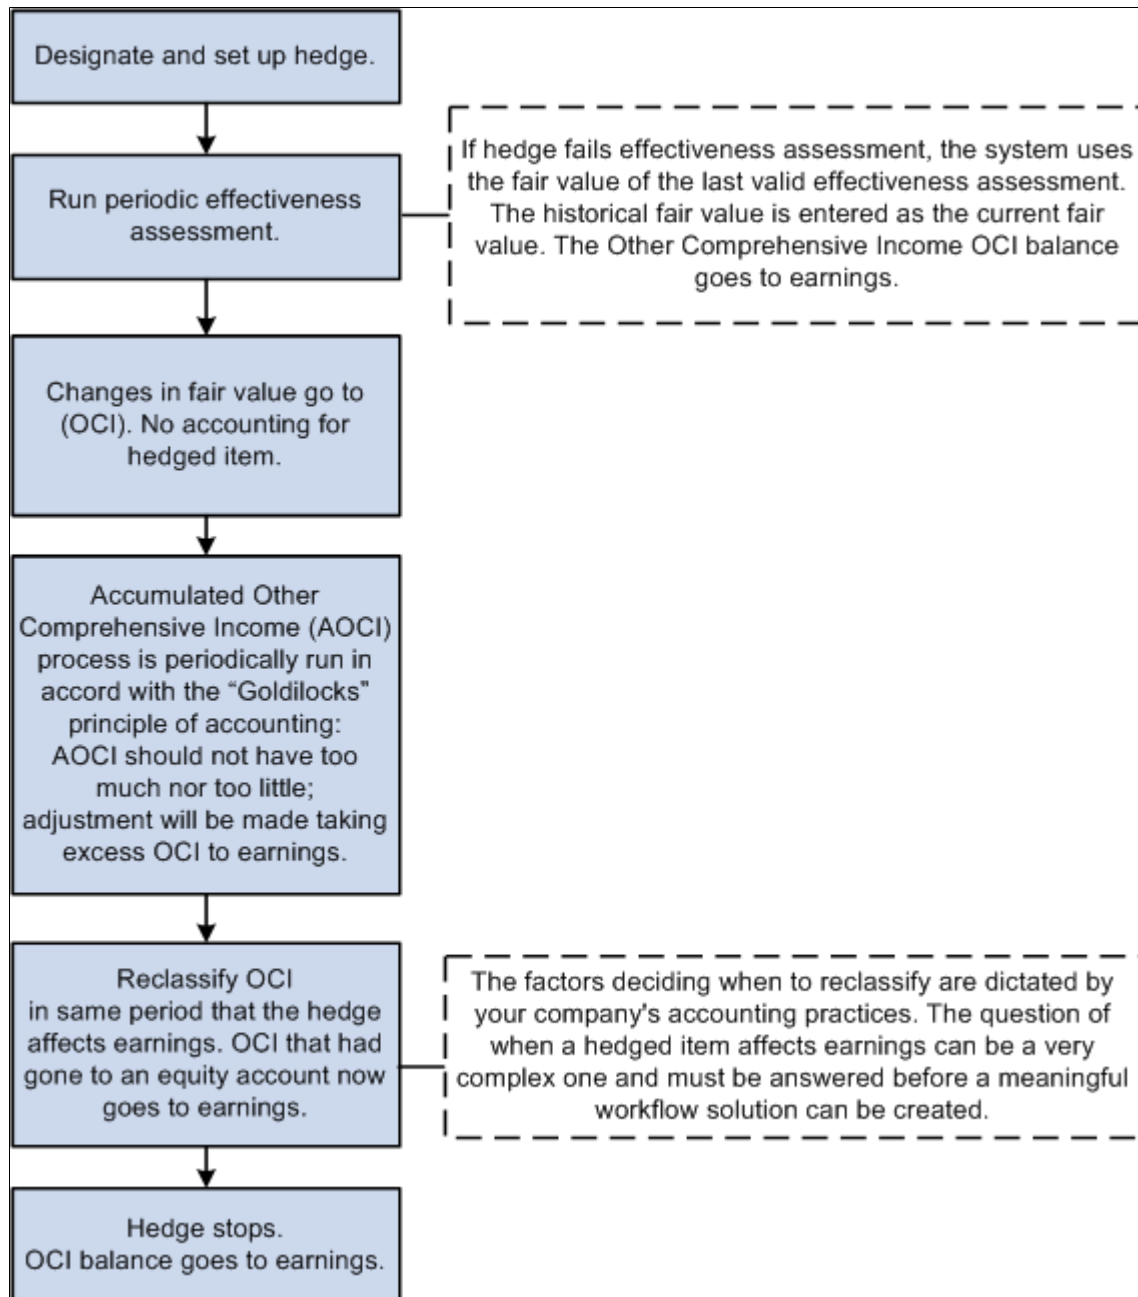 Designate and set up hedge.
Run periodic effectiveness
assessment.
If hedge fails effectiveness assessment, the system uses
the fair value of the last valid effectiveness assessment.
The historical fair value is entered as the current fair
value. The Other Comprehensive Income OCI balance
goes to earnings.
Changes in fair value go to
(OCI). No accounting for
hedged item.
Accumulated Other
Comprehensive Income (AOCI)
process is periodically run in
accord with the “Goldilocks”
principle of accounting:
AOCI should not have too
much nor too little;
adjustment will be made taking
excess OCI to earnings.
Reclassify OCI
in same period that the hedge
affects earnings. OCI that had
gone to an equity account now
goes to earnings.
The factors deciding when to reclassify are dictated by
your company's accounting practices. The question of
when a hedged item affects earnings can be a very
complex one and must be answered before a meaningful
workflow solution can be created.
Hedge stops.
OCI balance goes to earnings.